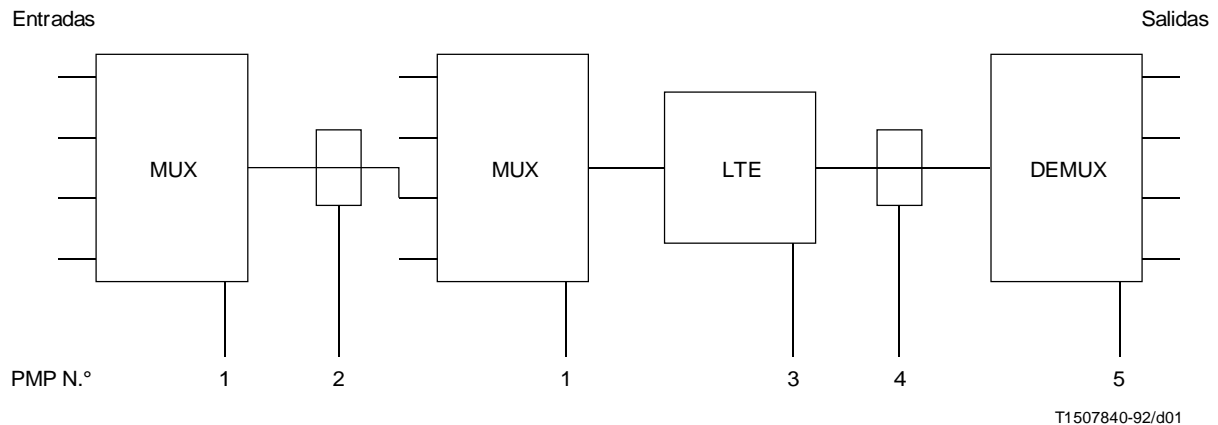 Entradas Salidas
MUX MUX LTE DEMUX
PMP N.° 1 2 1 3 4 5
T1507840-92/d01